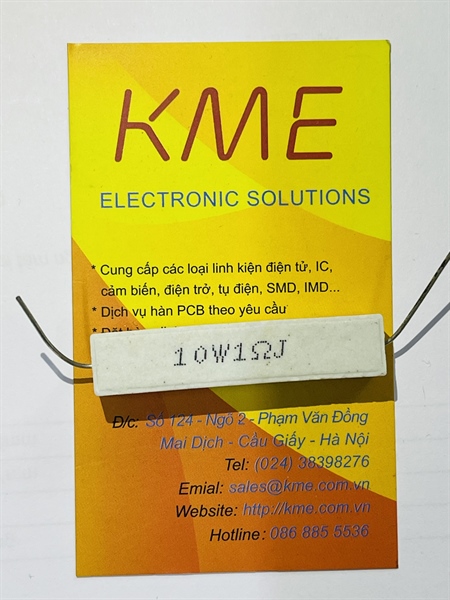 KME
ELECTRONIC SOLUTIONS
* Cung cấp các loại linh kiện điện tử, IC,
cảm biến, điện trở, tụ điện, SMD, IMD...
* Dịch vụ hàn PCB theo yêu cầu
10W1ΩJ
Đ/c: Số 124 - Ngõ 2 - Phạm Văn Đồng
Mai Dịch - Cầu Giấy - Hà Nội
Tel: (024) 38398276
Emial: sales@kme.com.vn
Website: http://kme.com.vn
Hotline: 086 885 5536